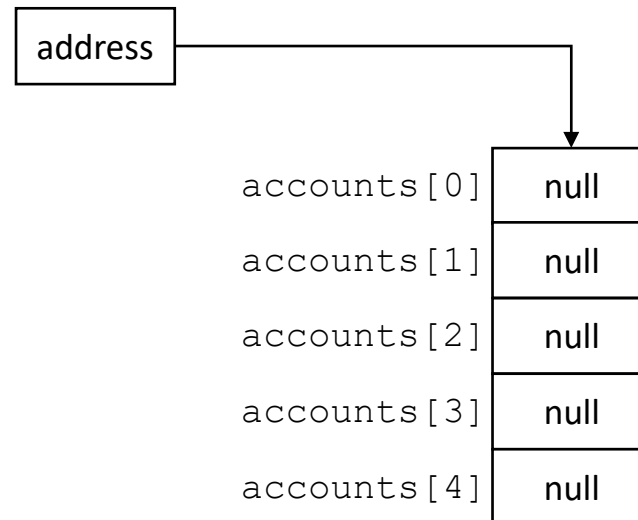 address
accounts[0] null
accounts[1] null
accounts[2] null
accounts[3] null
accounts[4] null